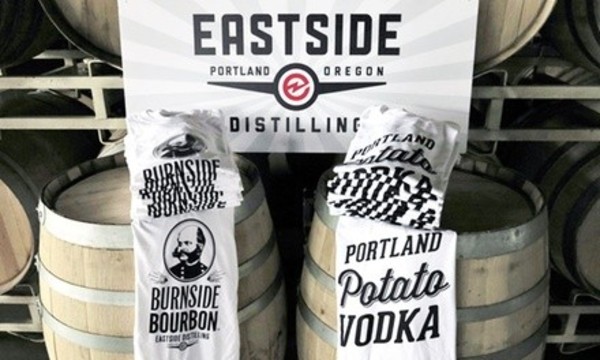 EASTSIDE
PORTLAND OREGON
DISTILLING
BURNSIDE
PORTLAND
Potato
VODKA
BURNSIDE
BOURBON
EASTSIDE DISTILLING
PORTLAND
Potato
VODKA